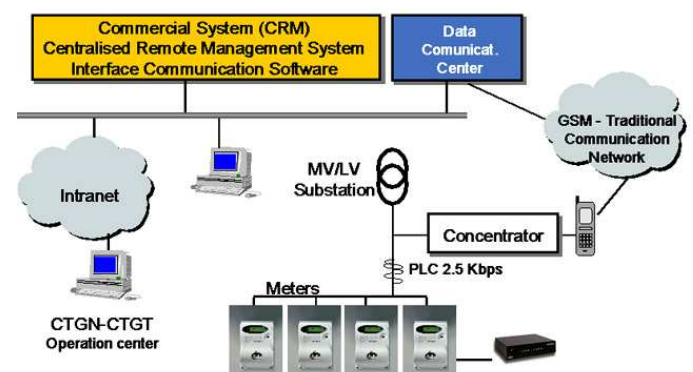 Commercial System (CRM)
Centralised Remote Management System
Interface Communication Software
Data
Comunicat.
Center
GSM - Traditional
Communication
Network
Intranet
MV/LV
Substation
Concentrator
PLC 2.5 Kbps
Meters
CTGN-CTGT
Operation center